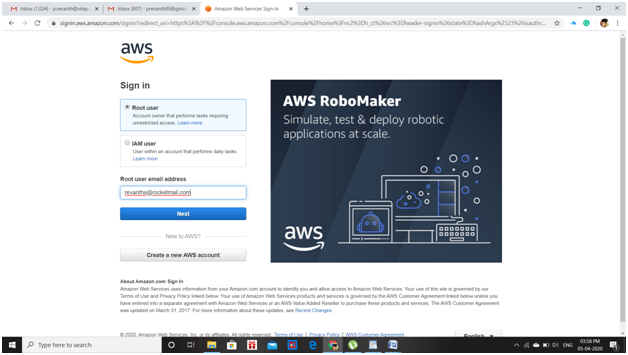 Inbox (1,024) - p.revanth@vitap.
Inbox (807) - prevanth89@gmai
Amazon Web Services Sign-In
signin.aws.amazon.com/signin?redirect_uri=https%3A%2F%2Fconsole.aws.amazon.com%2Fconsole%2Fhome%3Fnc2%3Dh_ct%26src%3Dheader-signin%26state%3DhashArgs%2523%26isauthc...
aws
Sign in
Root user
Account owner that performs tasks requiring
unrestricted access. Learn more
IAM user
User within an account that performs daily tasks.
Learn more
Root user email address
revanths@rocketmail.com
Next
New to AWS?
Create a new AWS account
AWS RoboMaker
Simulate, test & deploy robotic
applications at scale.
aws
About Amazon.com Sign In
Amazon Web Services uses information from your Amazon.com account to identify you and allow access to Amazon Web Services. Your use of this site is governed by our
Terms of Use and Privacy Policy linked below. Your use of Amazon Web Services products and services is governed by the AWS Customer Agreement linked below unless you
have entered into a separate agreement with Amazon Web Services or an AWS Value Added Reseller to purchase these products and services. The AWS Customer Agreement
was updated on March 31, 2017. For more information about these updates, see Recent Changes.
© 2020, Amazon Web Services, Inc. or its affiliates. All rights reserved. Terms of Use | Privacy Policy | AWS Customer Agreement
English
Type here to search
ENG
03:58 PM
05-04-2020